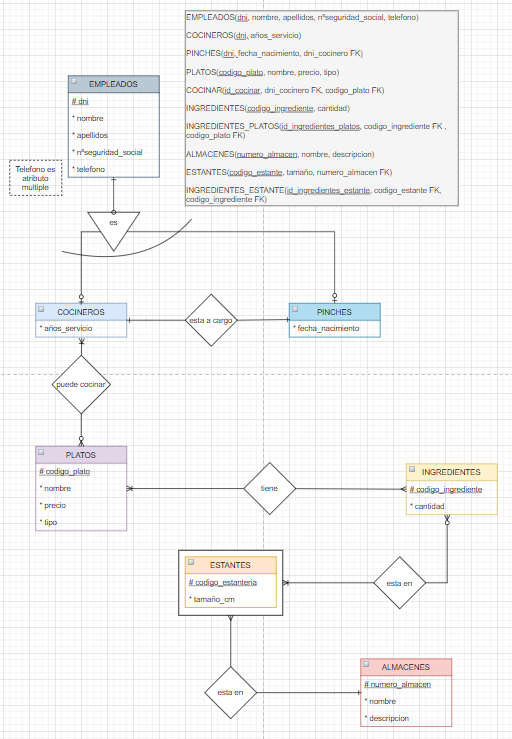 EMPLEADOS(dni, nombre, apellidos, nºseguridad_social, telefono)
COCINEROS(dni, años_servicio)
PINCHES(dni, fecha_nacimiento, dni_cocinero FK)
PLATOS(codigo_plato, nombre, precio, tipo)
COCINAR(id_cocinar, dni_cocinero FK, codigo_plato FK)
INGREDIENTES(codigo_ingrediente, cantidad)
INGREDIENTES_PLATOS(id_ingredientes_platos, codigo_ingrediente FK ,
codigo_plato FK)
ALMACENES(numero_almacen, nombre, descripcion)
ESTANTES(codigo_estante, tamaño, numero_almacen FK)
INGREDIENTES_ESTANTE(id_ingredientes_estante, codigo_estante FK,
codigo_ingrediente FK)
EMPLEADOS
# dni
* nombre
* apellidos
* nºseguridad_social
* telefono
Telefono es
atributo
multiple
es
COCINEROS
* años_servicio
esta a cargo
PINCHES
* fecha_nacimiento
puede cocinar
PLATOS
# codigo_plato
* nombre
* precio
* tipo
tiene
INGREDIENTES
# codigo_ingrediente
* cantidad
ESTANTES
# codigo_estanteria
* tamaño_cm
esta en
esta en
ALMACENES
# numero_almacen
* nombre
* descripcion